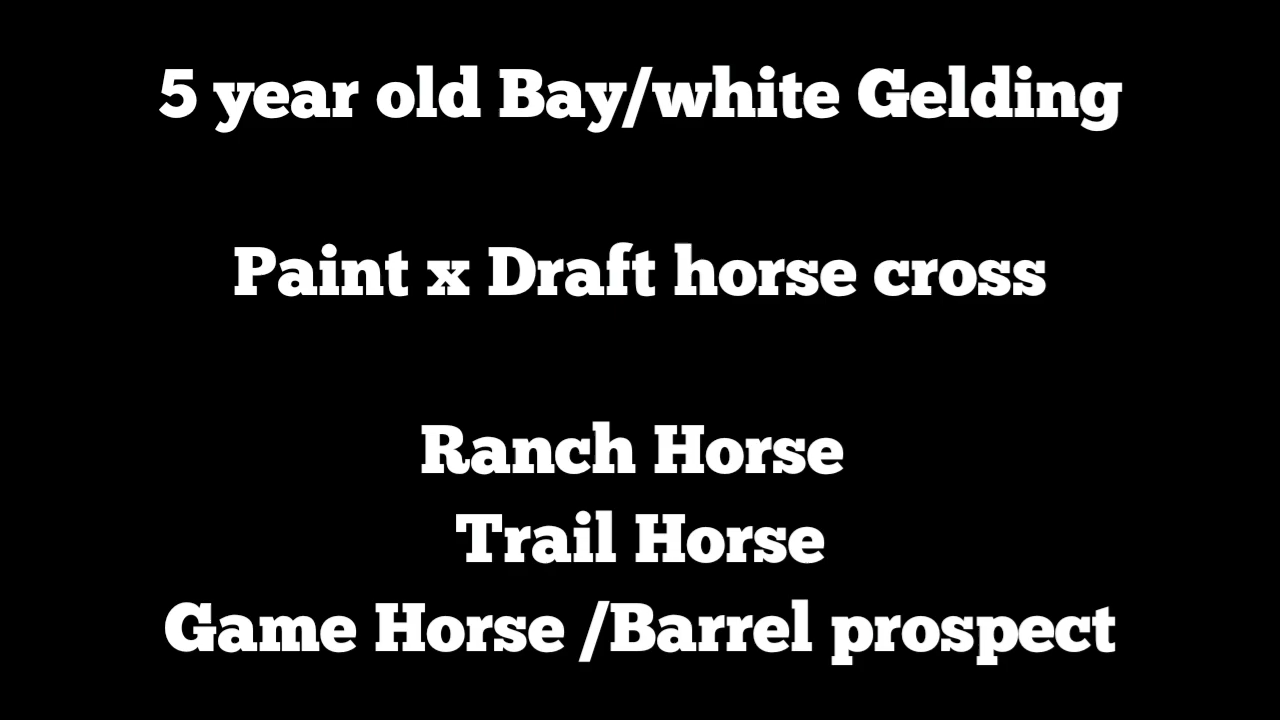 5 year old Bay/white Gelding
Paint x Draft horse cross
Ranch Horse
Trail Horse
Game Horse /Barrel prospect